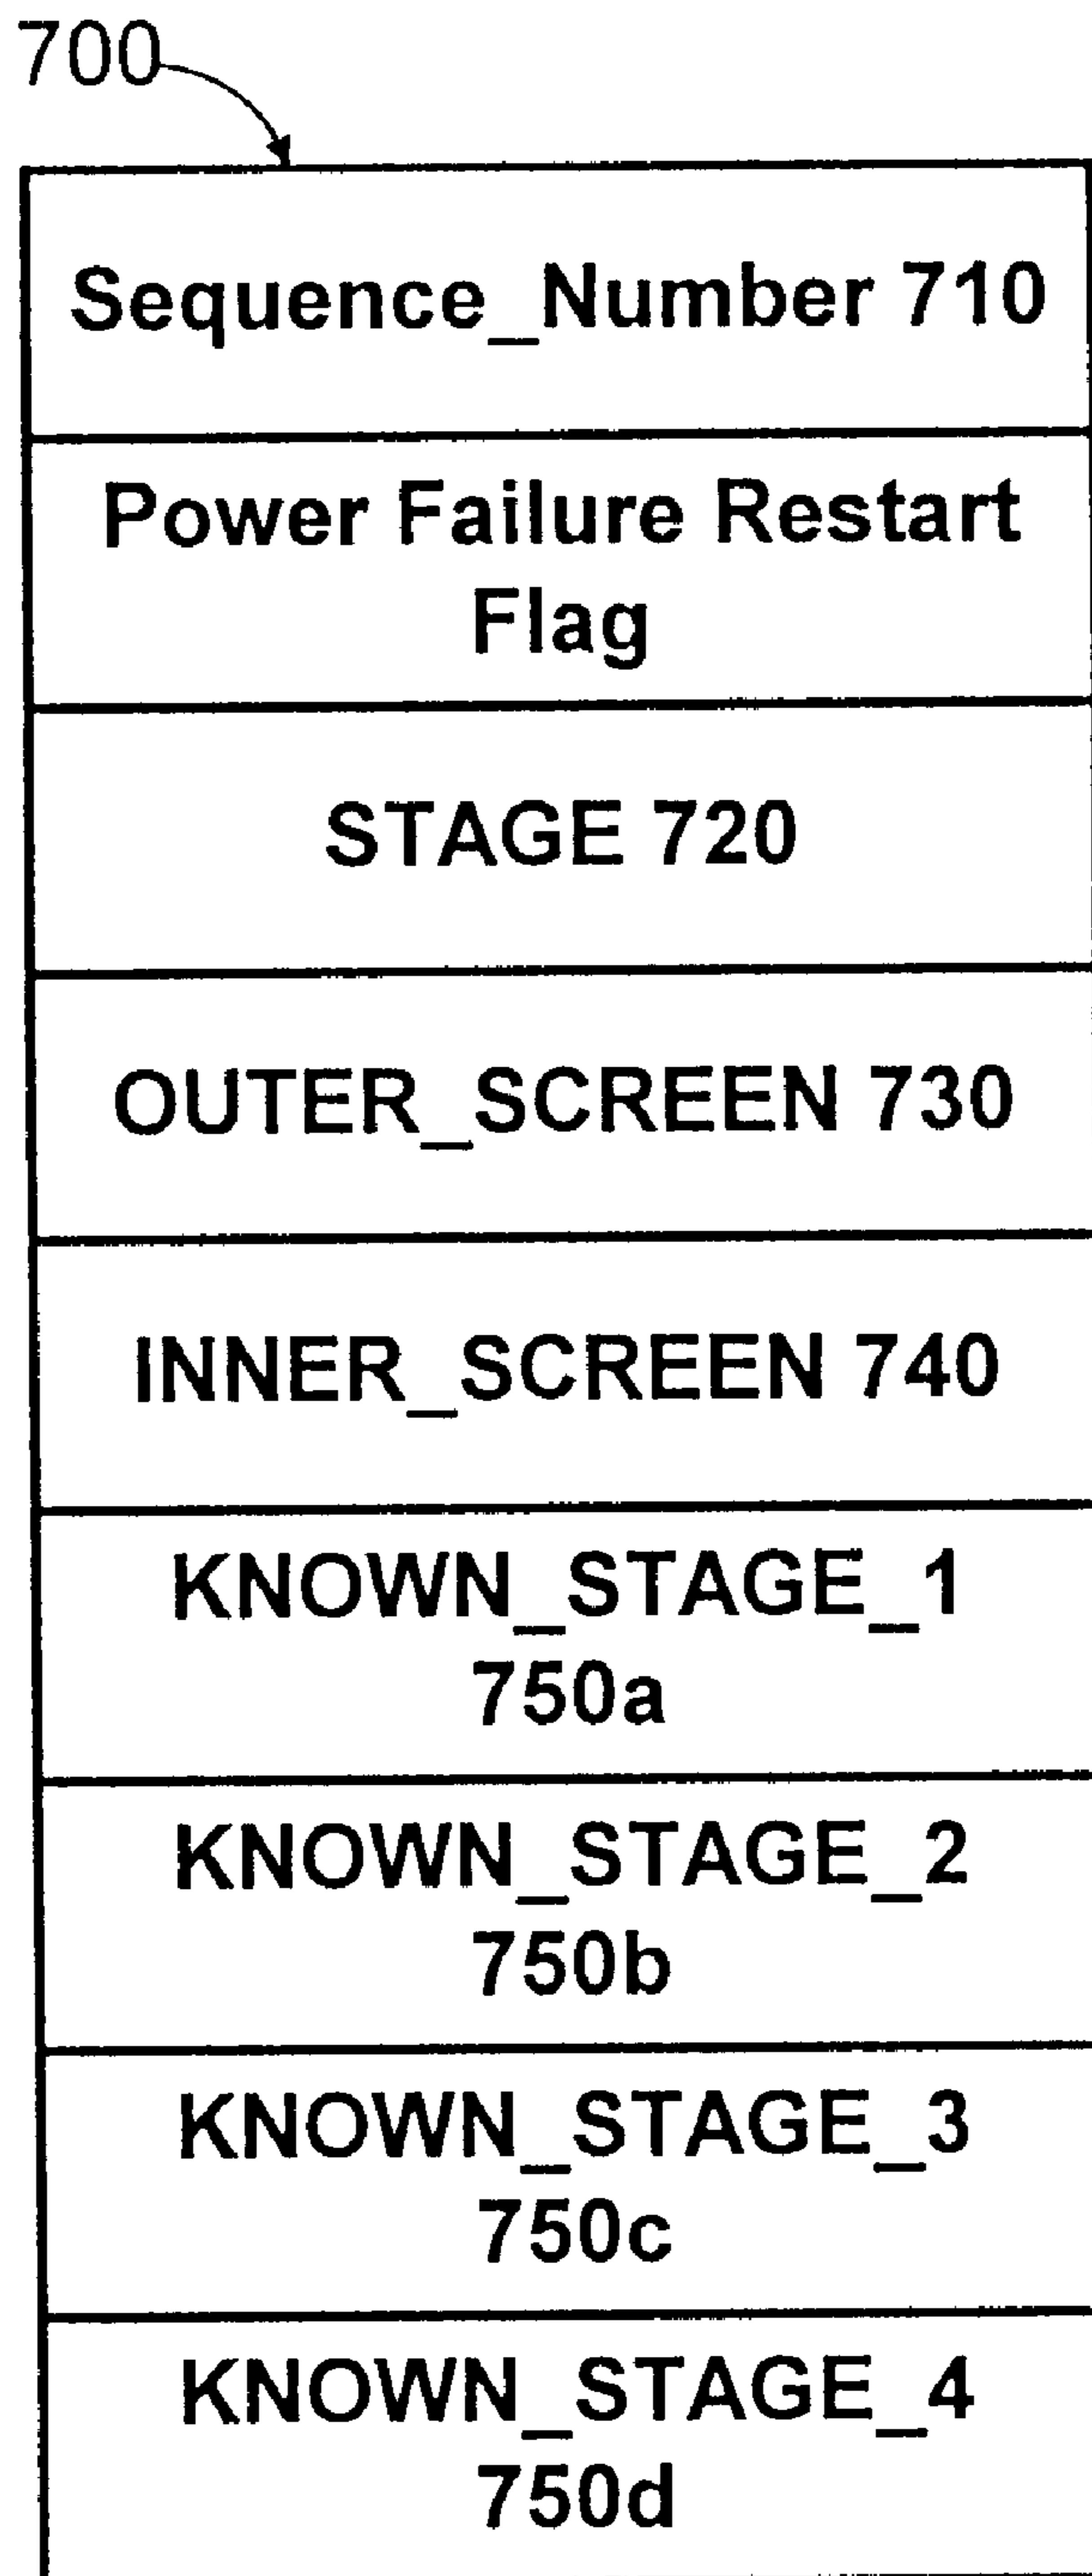 700
Sequence_Number 710
Power Failure Restart
Flag
STAGE 720
OUTER_SCREEN 730
INNER_SCREEN 740
KNOWN_STAGE_1
750a
KNOWN_STAGE_2
750b
KNOWN_STAGE_3
750c
KNOWN_STAGE_4
750d